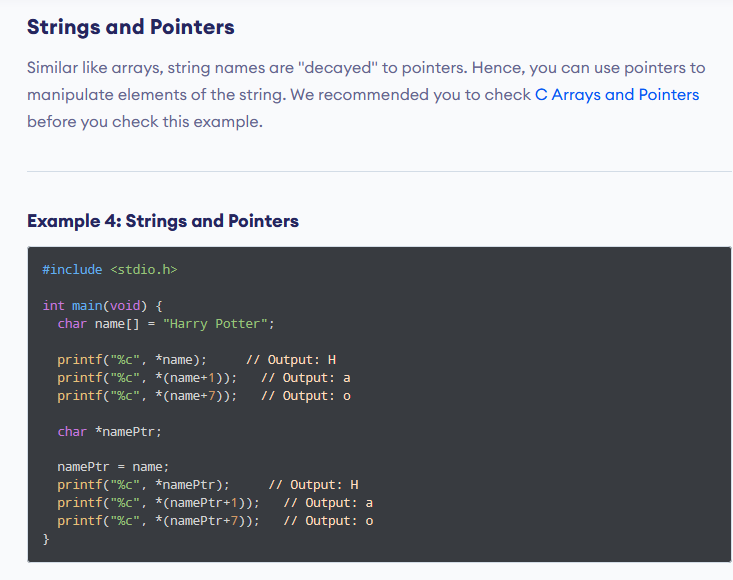 Strings and Pointers
Similar like arrays, string names are "decayed" to pointers. Hence, you can use pointers to
manipulate elements of the string. We recommended you to check C Arrays and Pointers
before you check this example.
Example 4: Strings and Pointers
#include <stdio.h>
int main(void) {
  char name[] = "Harry Potter";
  printf("%c", *name);     // Output: H
  printf("%c", *(name+1));   // Output: a
  printf("%c", *(name+7));   // Output: o
  char *namePtr;
  namePtr = name;
  printf("%c", *namePtr);     // Output: H
  printf("%c", *(namePtr+1));   // Output: a
  printf("%c", *(namePtr+7));   // Output: o
}